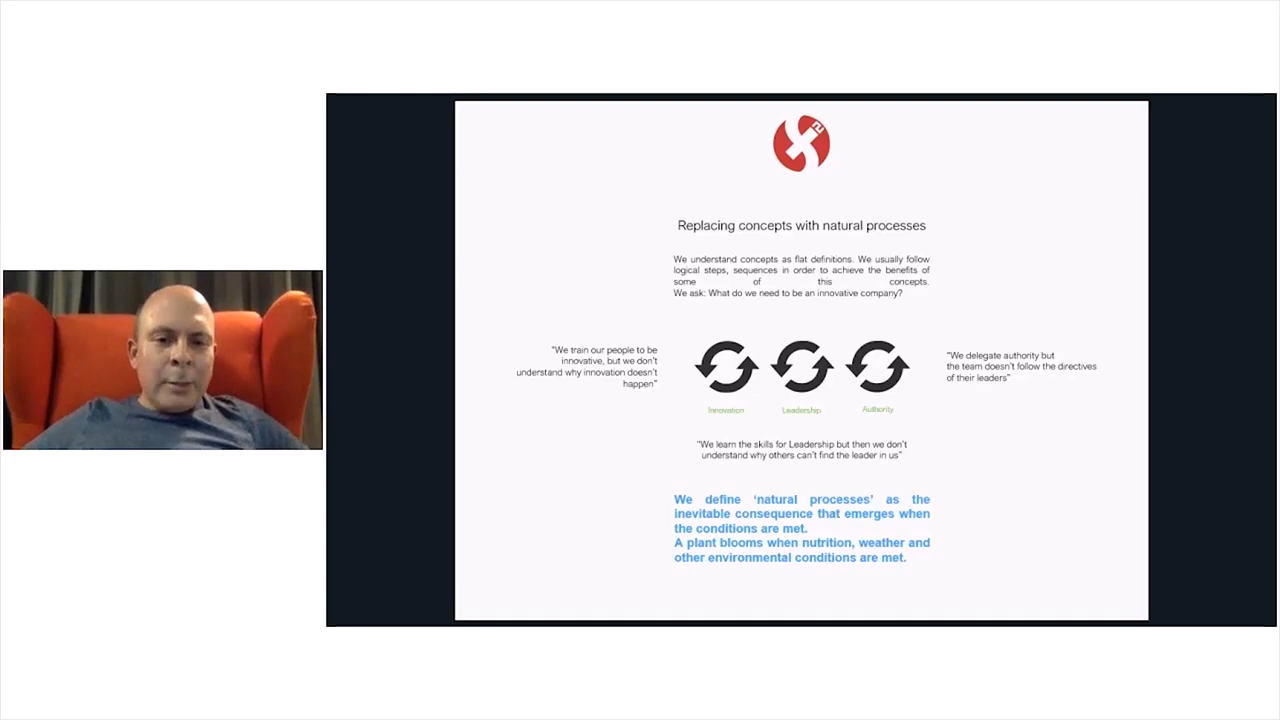 2
Replacing concepts with natural processes
We understand concepts as flat definitions. We usually follow
logical steps, sequences in order to achieve the benefits of
some of this concepts.
We ask: What do we need to be an innovative company?
"We train our people to be
innovative, but we don't
understand why innovation doesn't
happen"
Innovation
Leadership
Authority
"We delegate authority but
the team doesn't follow the directives
of their leaders"
"We learn the skills for Leadership but then we don't
understand why others can't find the leader in us"
We define 'natural processes' as the
inevitable consequence that emerges when
the conditions are met.
A plant blooms when nutrition, weather and
other environmental conditions are met.